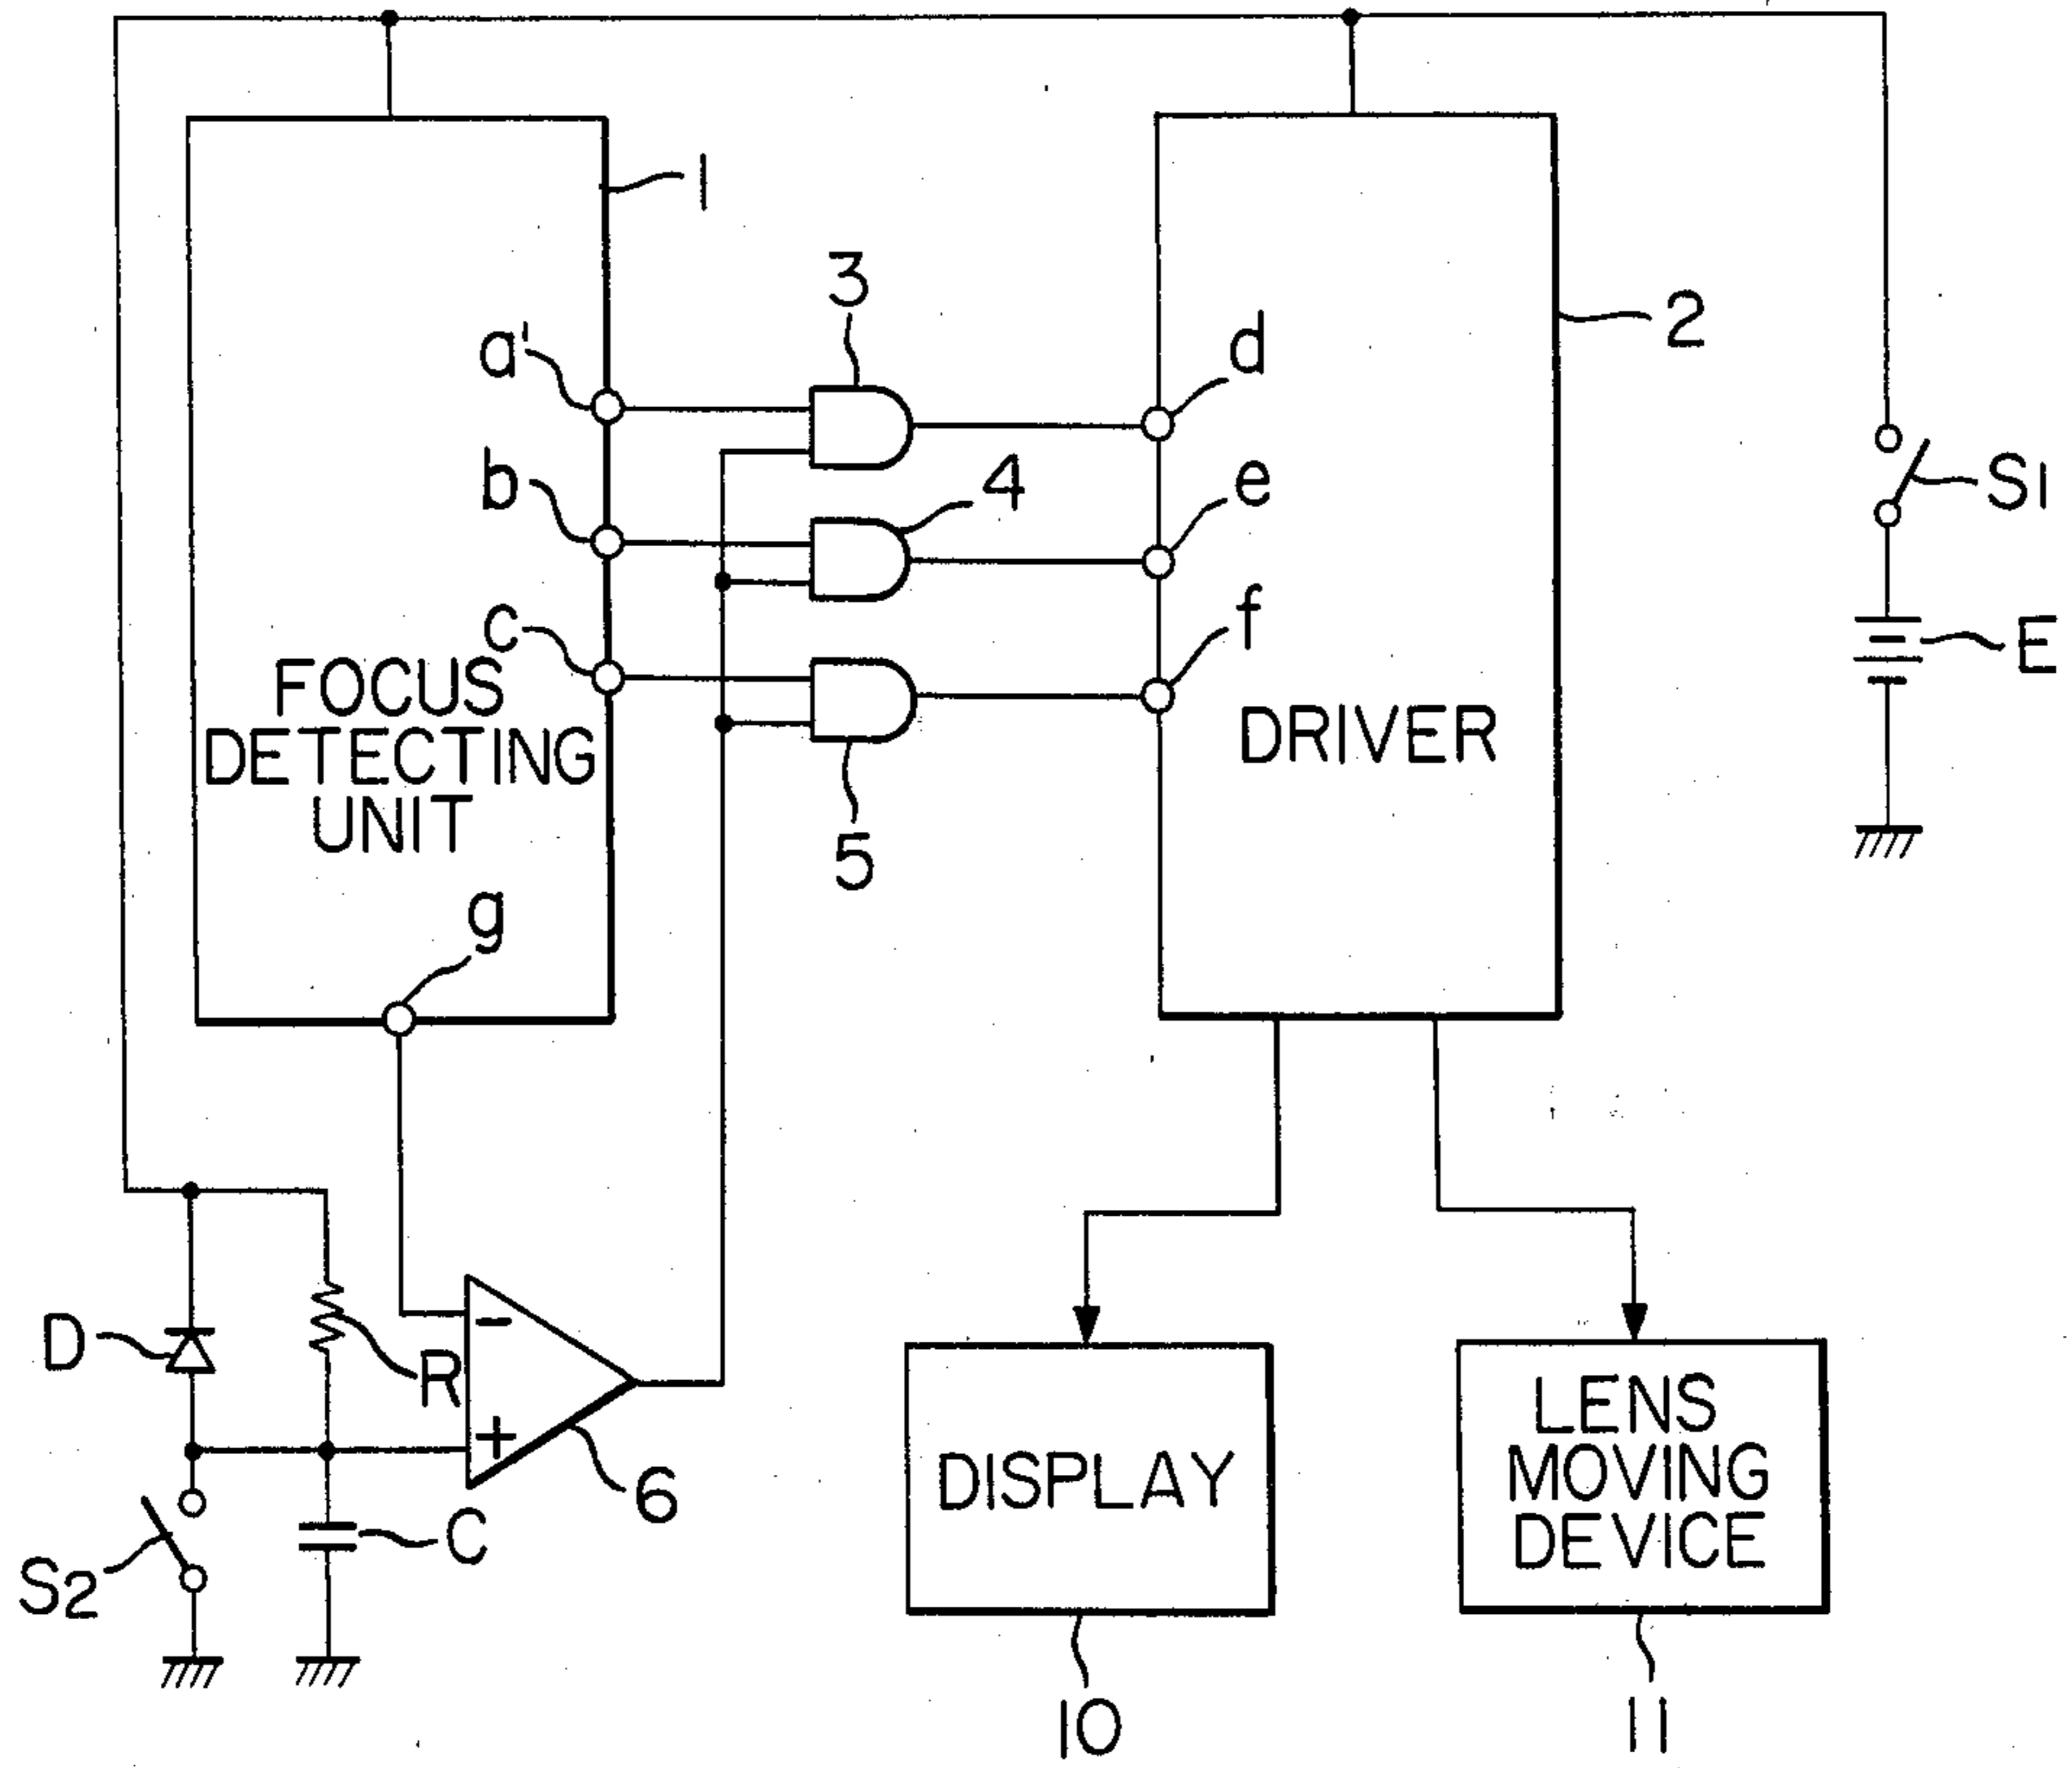 1
3
a'
d
2
b
4
e
S1
c
f
E
FOCUS
DETECTING
UNIT
DRIVER
5
g
D
R
-
+
6
C
S2
DISPLAY
LENS
MOVING
DEVICE
10
11